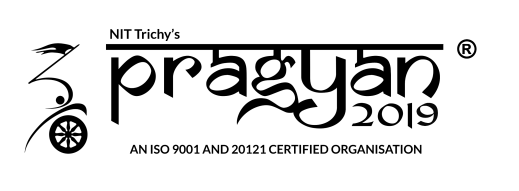 NIT Trichy's
pragyan ®
2019
AN ISO 9001 AND 20121 CERTIFIED ORGANISATION